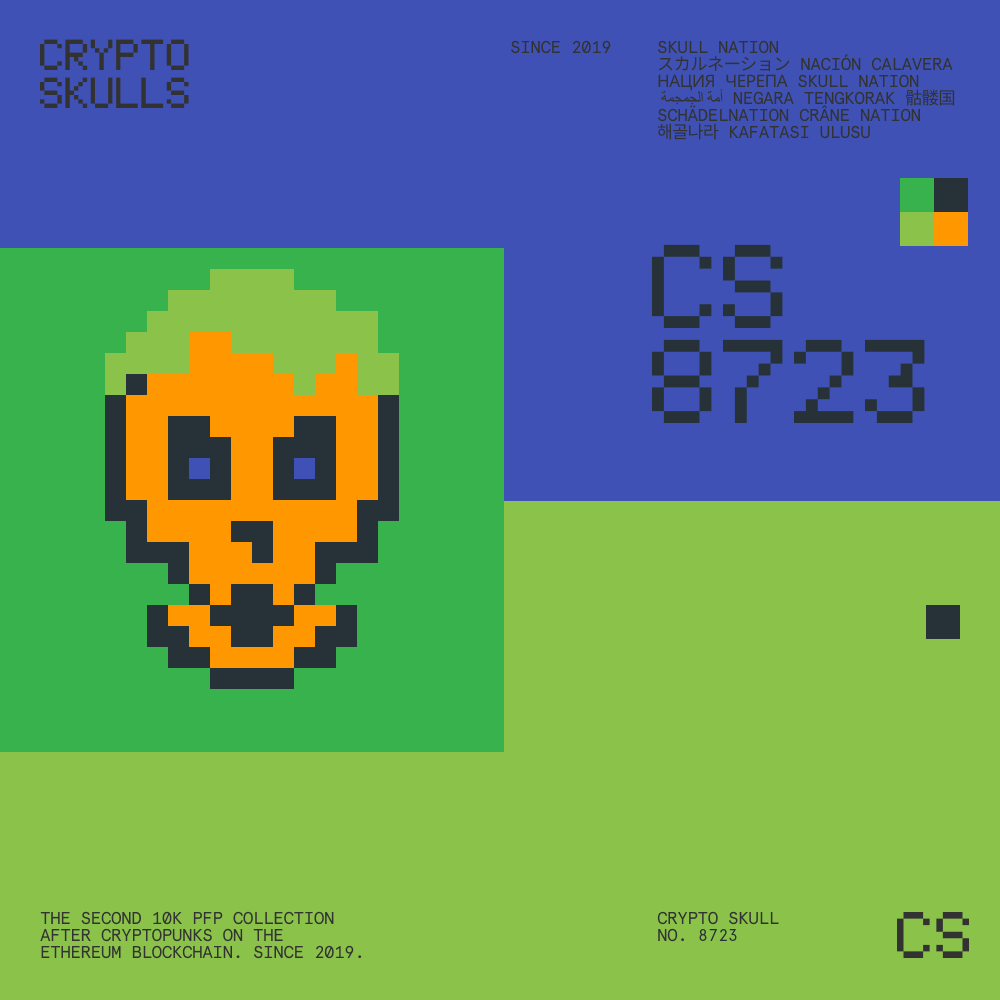 CRYPTO
SKULLS
SINCE 2019
SKULL NATION
スカルネーション NACIÓN CALAVERA
НАЦИЯ ЧЕРЕПА SKULL NATION
أمة الجمجمة NEGARA TENGKORAK 骷髅国
SCHÄDELNATION CRÂNE NATION
해골나라 KAFATASI ULUSU
CS
8723
THE SECOND 10K PFP COLLECTION
AFTER CRYPTOPUNKS ON THE
ETHEREUM BLOCKCHAIN. SINCE 2019.
CRYPTO SKULL
NO. 8723
CS